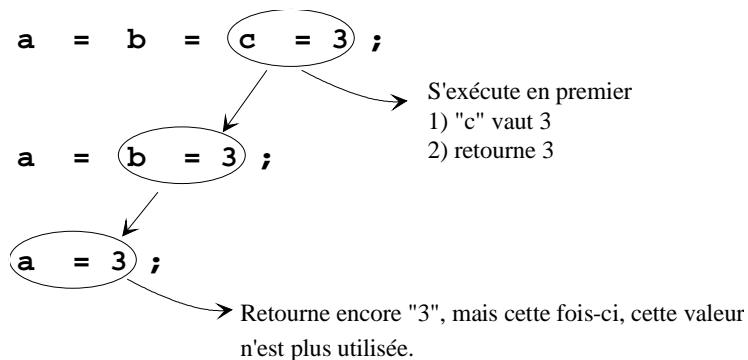 a = b = c = 3 ;
S'exécute en premier
1) "c" vaut 3
2) retourne 3
a = b = 3 ;
a = 3 ;
Retourne encore "3", mais cette fois-ci, cette valeur
n'est plus utilisée.